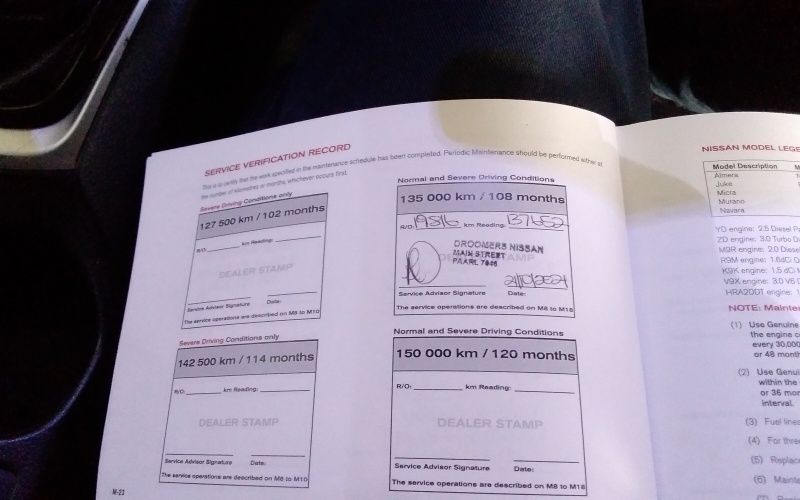 SERVICE VERIFICATION RECORD
This is to certify that the work specified in the maintenance schedule has been completed. Periodic Maintenance should be performed either at
the number of kilometres or months, whichever occurs first.
Severe Driving Conditions only
127 500 km / 102 months
R/O: km Reading:
DEALER STAMP
Service Advisor Signature Date:
The service operations are described on M8 to M10
Normal and Severe Driving Conditions
135 000 km / 108 months
R/O: 19816 km Reading: 137652
DROOMERS NISSAN
MAIN STREET
PAARL 7646
Service Advisor Signature Date:
The service operations are described on M8 to M18
Severe Driving Conditions only
142 500 km / 114 months
R/O: km Reading:
DEALER STAMP
Service Advisor Signature Date:
The service operations are described on M8 to M10
Normal and Severe Driving Conditions
150 000 km / 120 months
R/O: km Reading:
DEALER STAMP
Service Advisor Signature Date:
The service operations are described on M8 to M18
M-21
NISSAN MODEL LEGE
Model Description
Almera
Juke
Micra
Murano
Navara
YD engine: 2.5 Diesel
ZD engine: 3.0 Turbo
M9R engine: 2.0 Diese
R9M engine: 1.6dCi
K9K engine: 1.5 dCi
V9X engine: 3.0 V6
HRA2DDT engine:
NOTE: Mainte
(1) Use Genuine
the engine
every 30,000
or 48 month
(2) Use Genui
within the
or 36 mon
interval.
(3) Fuel lines
(4) For three
(5) Replace
(6) Mainte